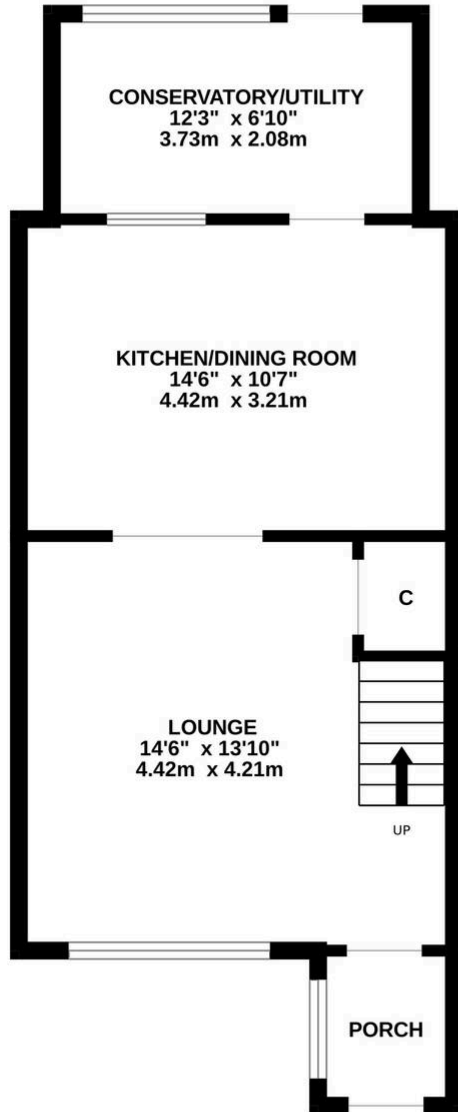 CONSERVATORY/UTILITY
12'3" x 6'10"
3.73m x 2.08m
KITCHEN/DINING ROOM
14'6" x 10'7"
4.42m x 3.21m
C
LOUNGE
14'6" x 13'10"
4.42m x 4.21m
UP
PORCH